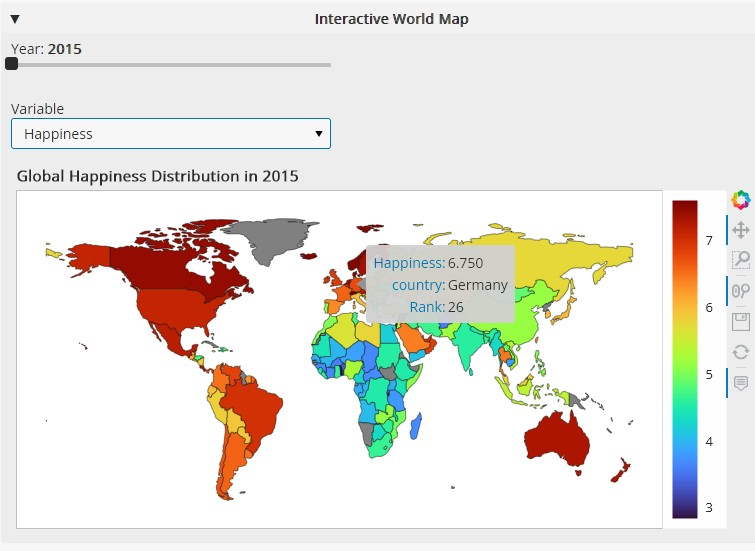 ▼ Interactive World Map
Year: 2015
Variable
Happiness ▼
Global Happiness Distribution in 2015
Happiness: 6.750
country: Germany
Rank: 26
7
6
5
4
3